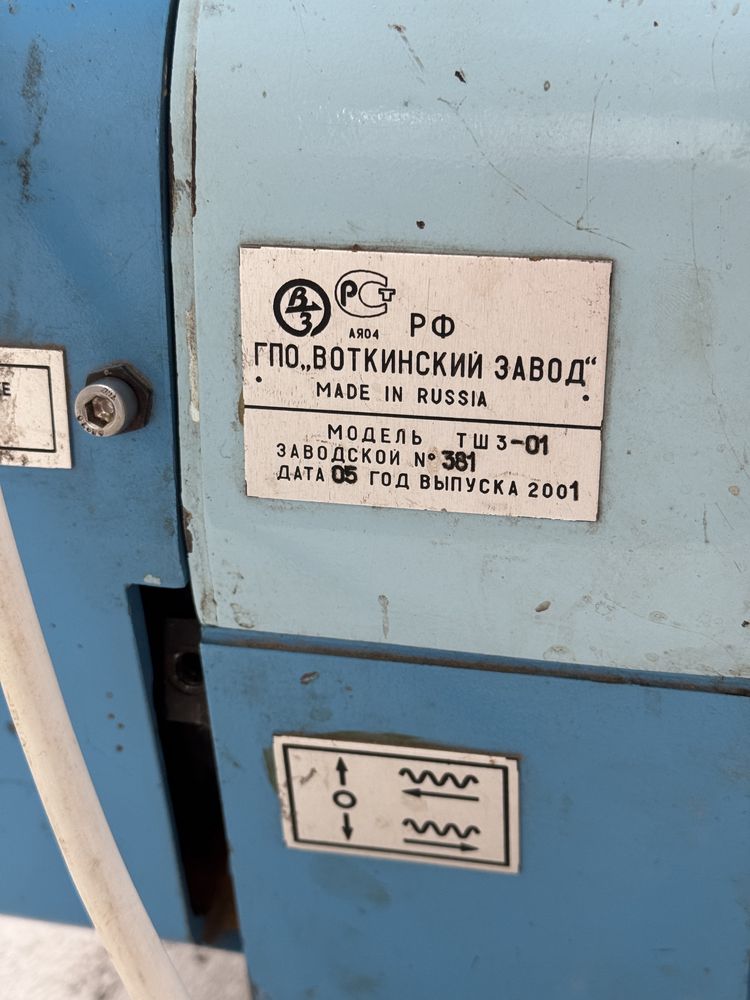 ВЗ РСТ
АЯ04 РФ
ГПО „ВОТКИНСКИЙ ЗАВОД“
MADE IN RUSSIA
МОДЕЛЬ ТШ3-01
ЗАВОДСКОЙ № 381
ДАТА 05 ГОД ВЫПУСКА 2001